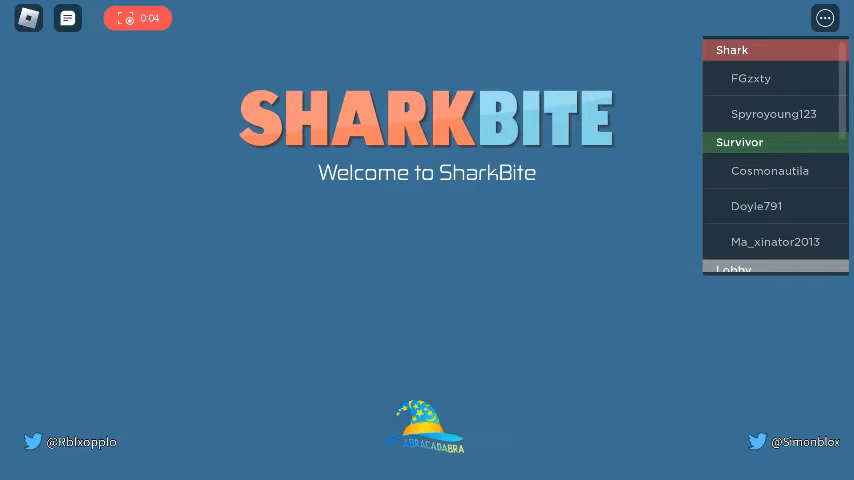 0:04
SHARKBITE
Welcome to SharkBite
Shark
FGzxty
Spyroyoung123
Survivor
Cosmonautila
Doyle791
Ma_xinator2013
Lobby
ABRACADABRA
@Rblxopplo
@Simonblox